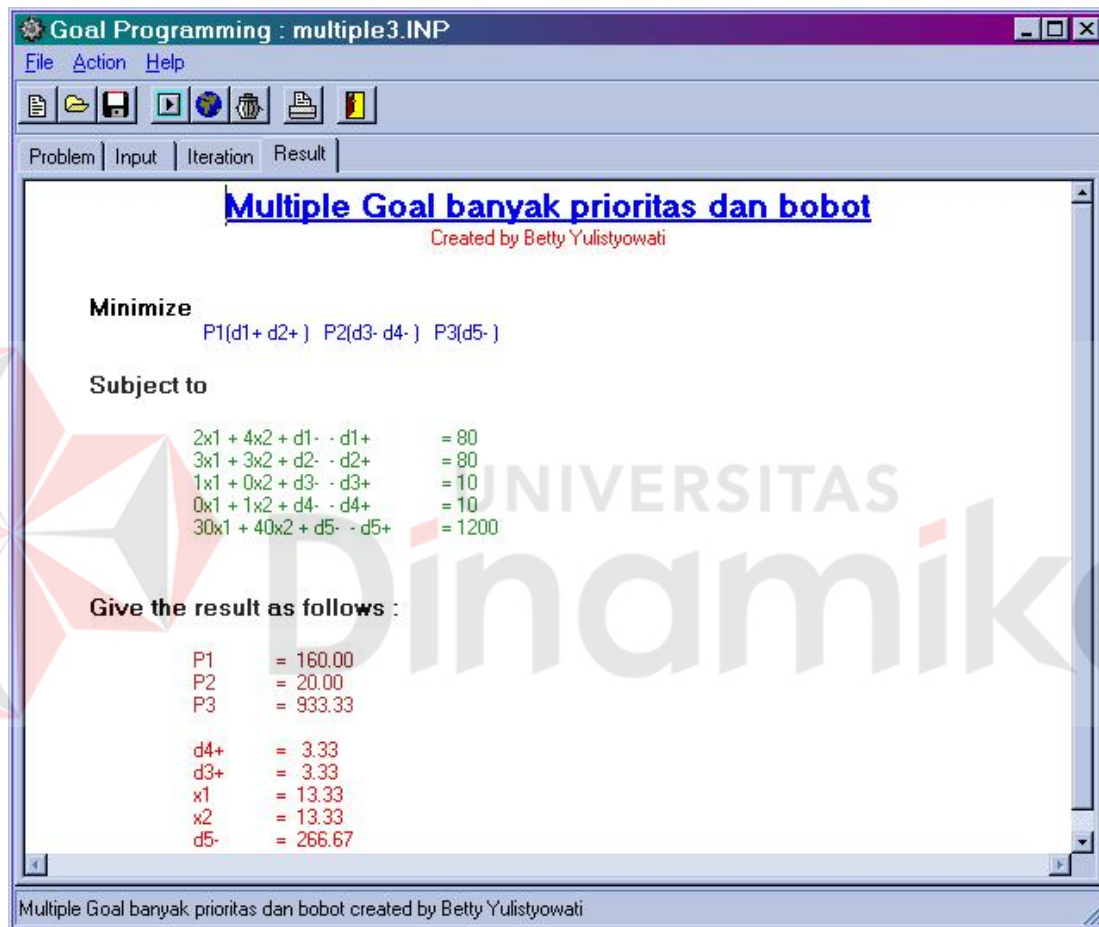 Goal Programming : multiple3.INP
File Action Help
Problem Input Iteration Result
Multiple Goal banyak prioritas dan bobot
Created by Betty Yulistyowati
Minimize
P1(d1+ d2+ ) P2(d3- d4- ) P3(d5- )
Subject to
2x1 + 4x2 + d1- - d1+ = 80
3x1 + 3x2 + d2- - d2+ = 80
1x1 + 0x2 + d3- - d3+ = 10
0x1 + 1x2 + d4- - d4+ = 10
30x1 + 40x2 + d5- - d5+ = 1200
UNIVERSITAS
Dinamika
Give the result as follows :
P1 = 160.00
P2 = 20.00
P3 = 933.33
d4+ = 3.33
d3+ = 3.33
x1 = 13.33
x2 = 13.33
d5- = 266.67
Multiple Goal banyak prioritas dan bobot created by Betty Yulistyowati